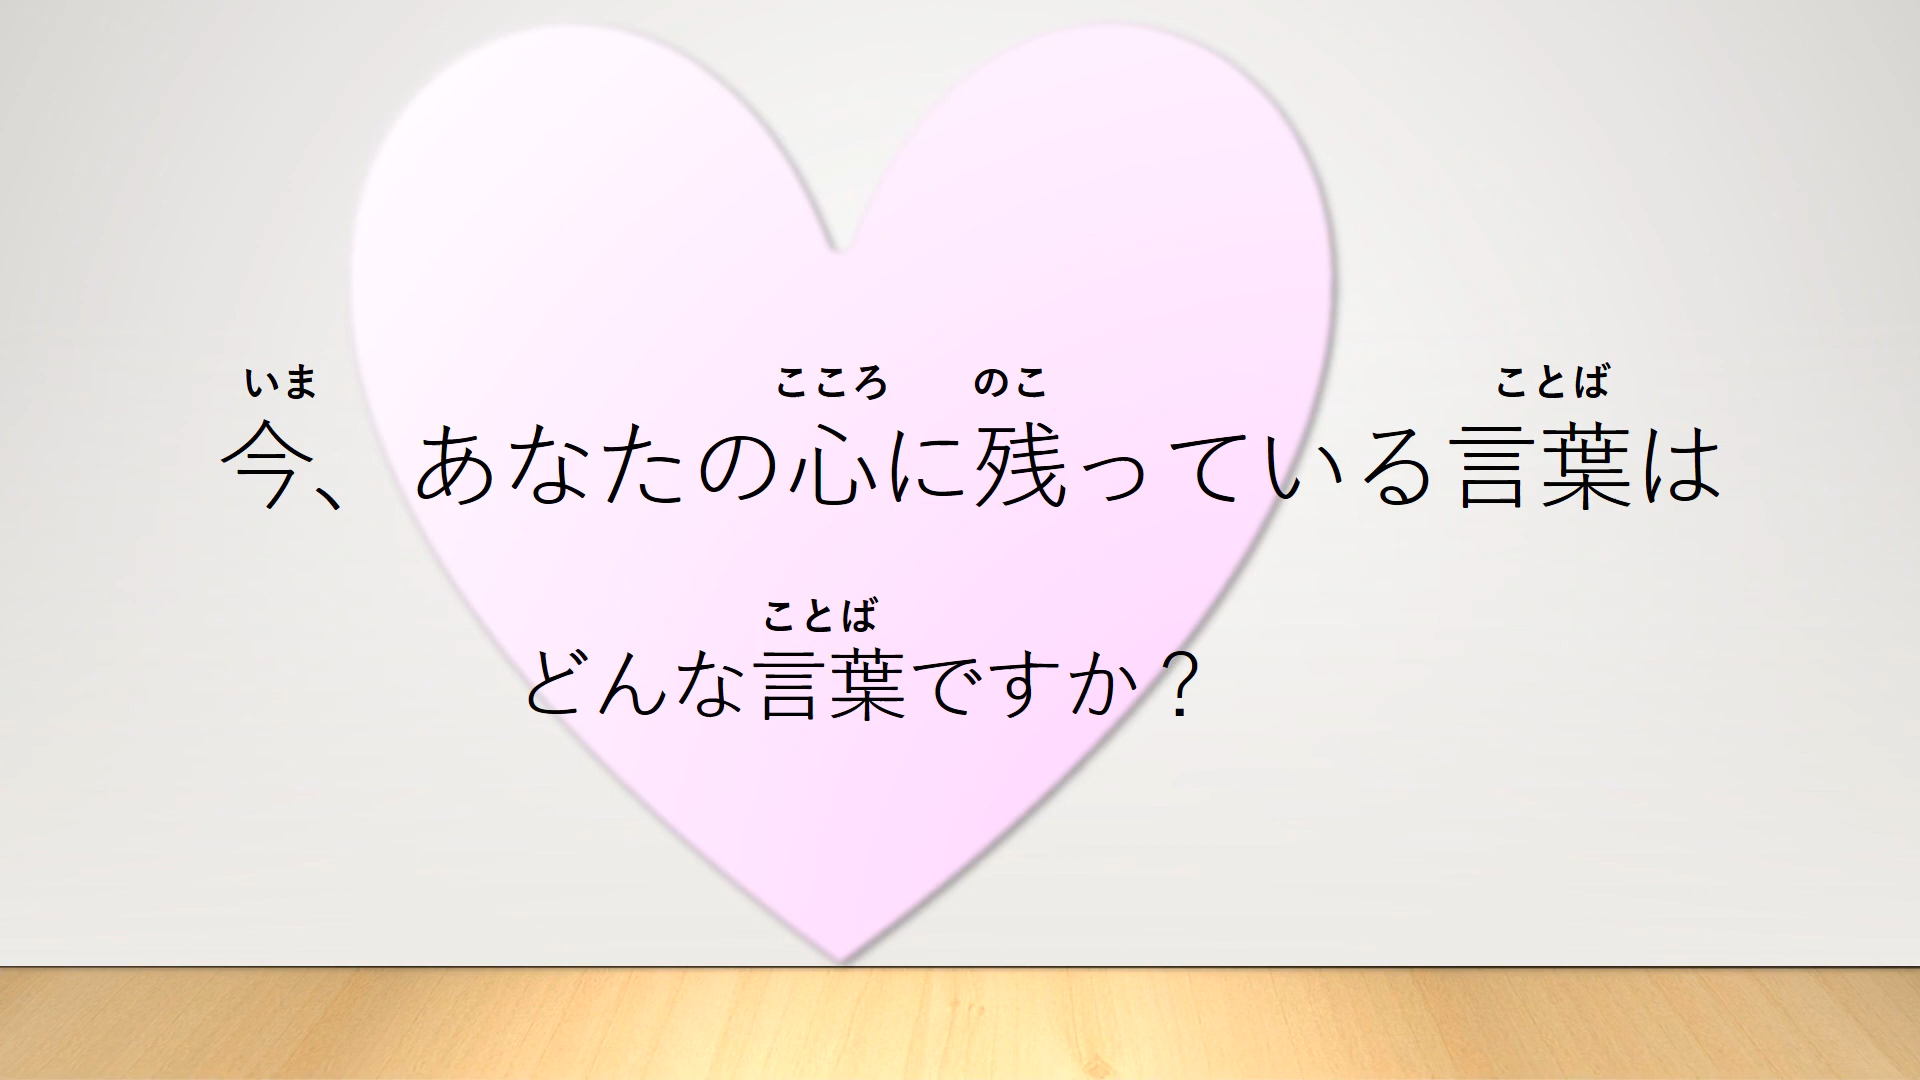 いま こころ のこ ことば
今、あなたの心に残っている言葉は
ことば
どんな言葉ですか？